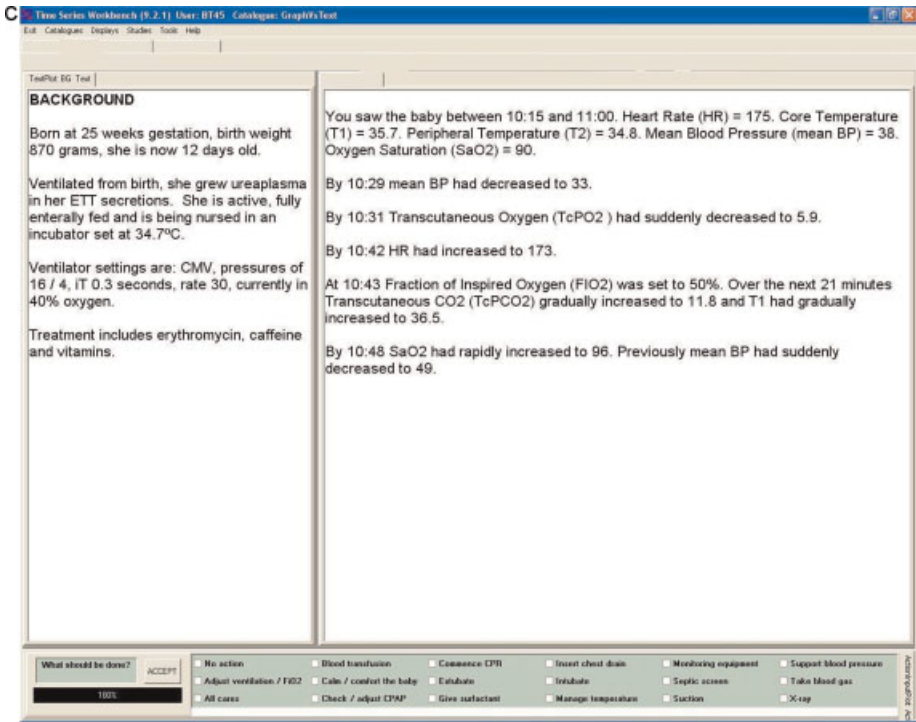 C
Time Series Workbench (9.2.1) User: BT45 Catalogue: GraphVsText
Exit Catalogues Displays Studies Tools Help
TextPlot: BG Text
BACKGROUND
Born at 25 weeks gestation, birth weight
870 grams, she is now 12 days old.
Ventilated from birth, she grew ureaplasma
in her ETT secretions. She is active, fully
enterally fed and is being nursed in an
incubator set at 34.7ºC.
Ventilator settings are: CMV, pressures of
16 / 4, iT 0.3 seconds, rate 30, currently in
40% oxygen.
Treatment includes erythromycin, caffeine
and vitamins.
You saw the baby between 10:15 and 11:00. Heart Rate (HR) = 175. Core Temperature
(T1) = 35.7. Peripheral Temperature (T2) = 34.8. Mean Blood Pressure (mean BP) = 38.
Oxygen Saturation (SaO2) = 90.
By 10:29 mean BP had decreased to 33.
By 10:31 Transcutaneous Oxygen (TcPO2 ) had suddenly decreased to 5.9.
By 10:42 HR had increased to 173.
At 10:43 Fraction of Inspired Oxygen (FIO2) was set to 50%. Over the next 21 minutes
Transcutaneous CO2 (TcPCO2) gradually increased to 11.8 and T1 had gradually
increased to 36.5.
By 10:48 SaO2 had rapidly increased to 96. Previously mean BP had suddenly
decreased to 49.
What should be done?
ACCEPT
100%
No action Blood transfusion Commence CPR Insert chest drain Monitoring equipment Support blood pressure
Adjust ventilation / FiO2 Calm / comfort the baby Extubate Intubate Septic screen Take blood gas
All cares Check / adjust CPAP Give surfactant Manage temperature Suction X-ray